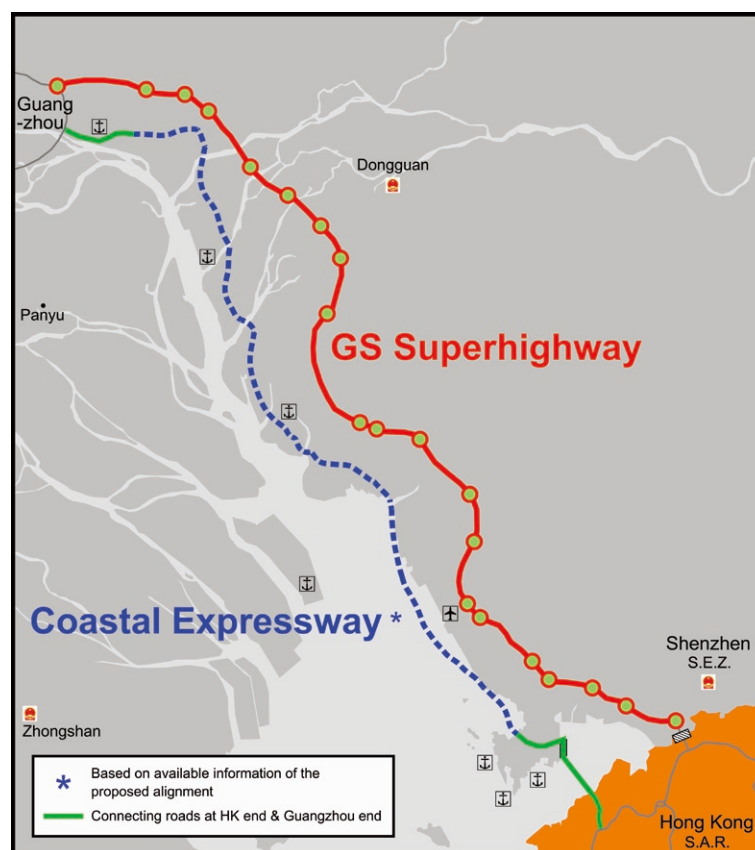 Guang
-zhou
Dongguan
Panyu
GS Superhighway
Coastal Expressway *
Shenzhen
S.E.Z.
Zhongshan
* Based on available information of the
proposed alignment
Connecting roads at HK end & Guangzhou end
Hong Kong
S.A.R.